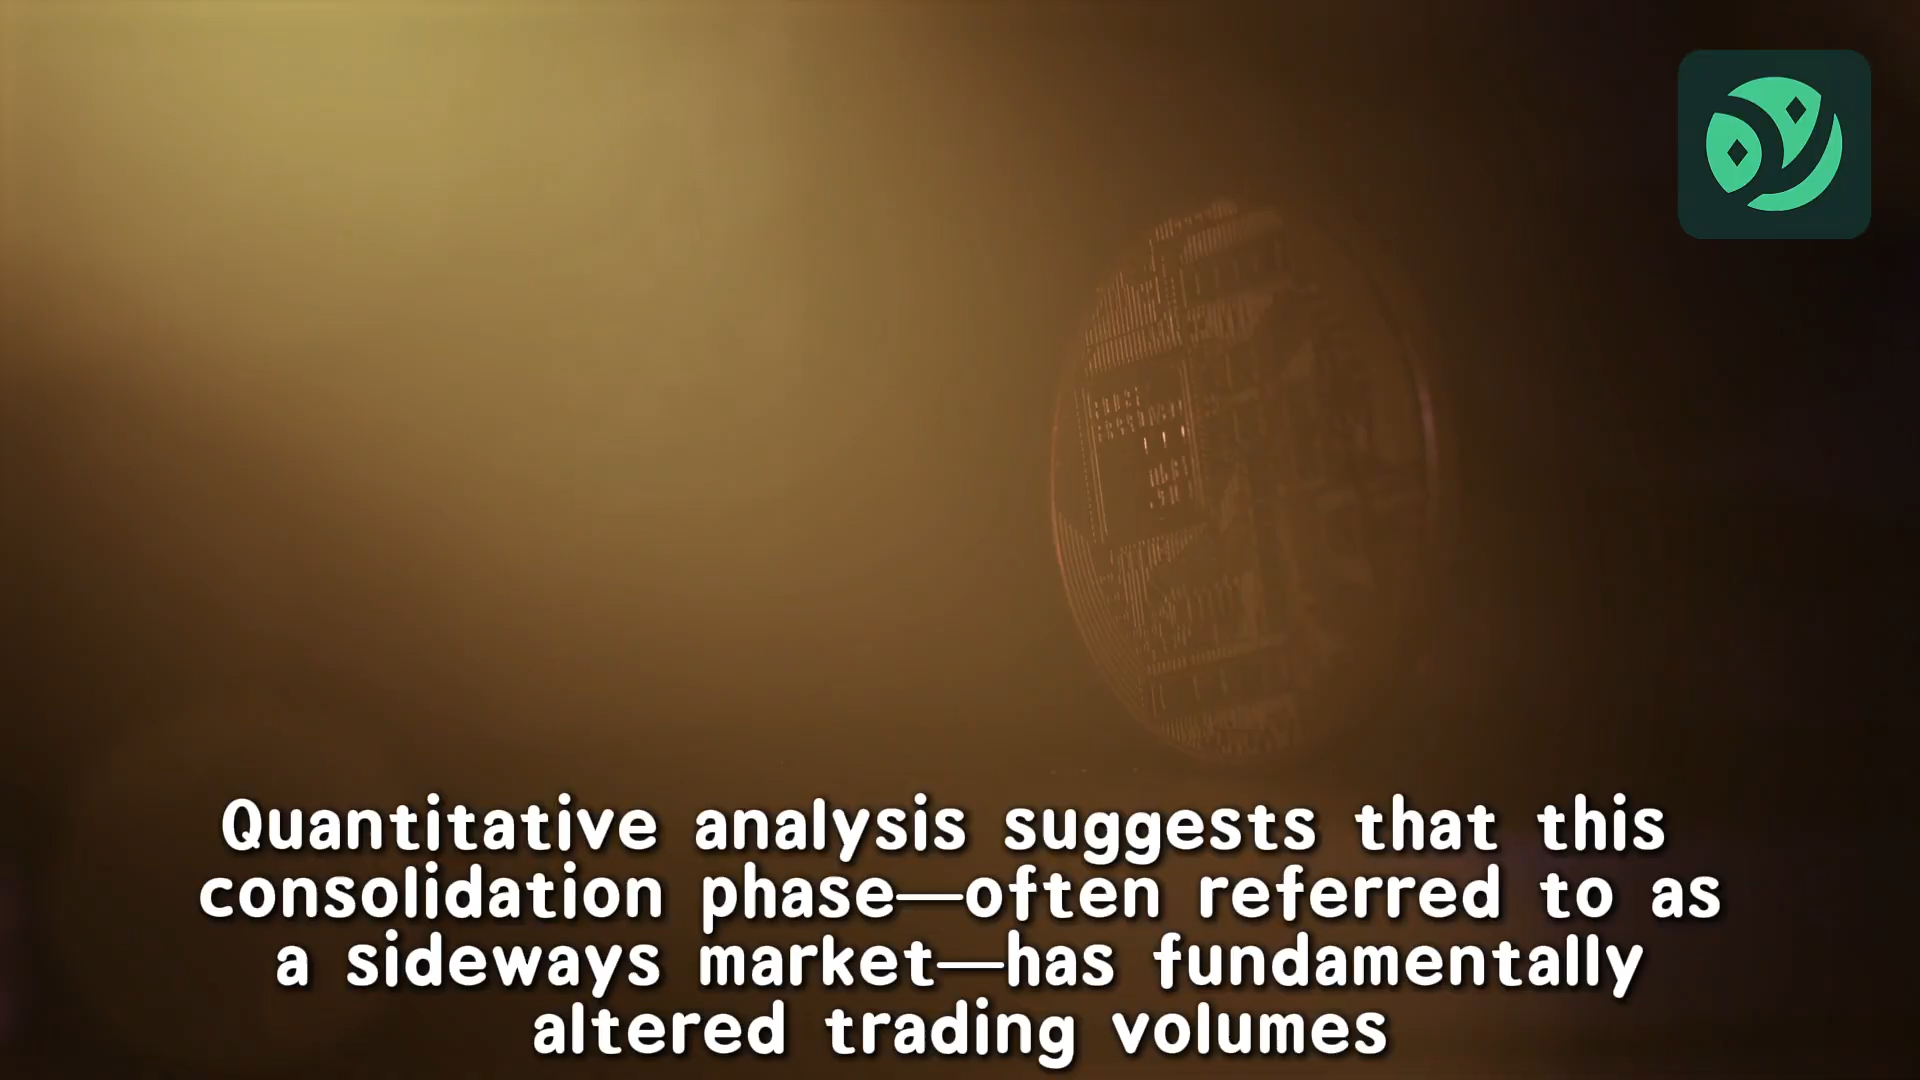 Quantitative analysis suggests that this
consolidation phase—often referred to as
a sideways market—has fundamentally
altered trading volumes